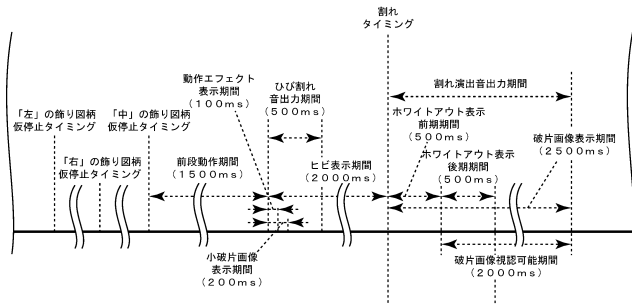 割れ
タイミング
動作エフェクト
表示期間
(100ms)
ひび割れ
音出力期間
(500ms)
割れ演出音出力期間
「左」の飾り図柄
仮停止タイミング
「中」の飾り図柄
仮停止タイミング
ホワイトアウト表示
前期期間
(500ms)
破片画像表示期間
(2500ms)
「右」の飾り図柄
仮停止タイミング
前段動作期間
(1500ms)
ヒビ表示期間
(2000ms)
ホワイトアウト表示
後期期間
(500ms)
小破片画像
表示期間
(200ms)
破片画像視認可能期間
(2000ms)